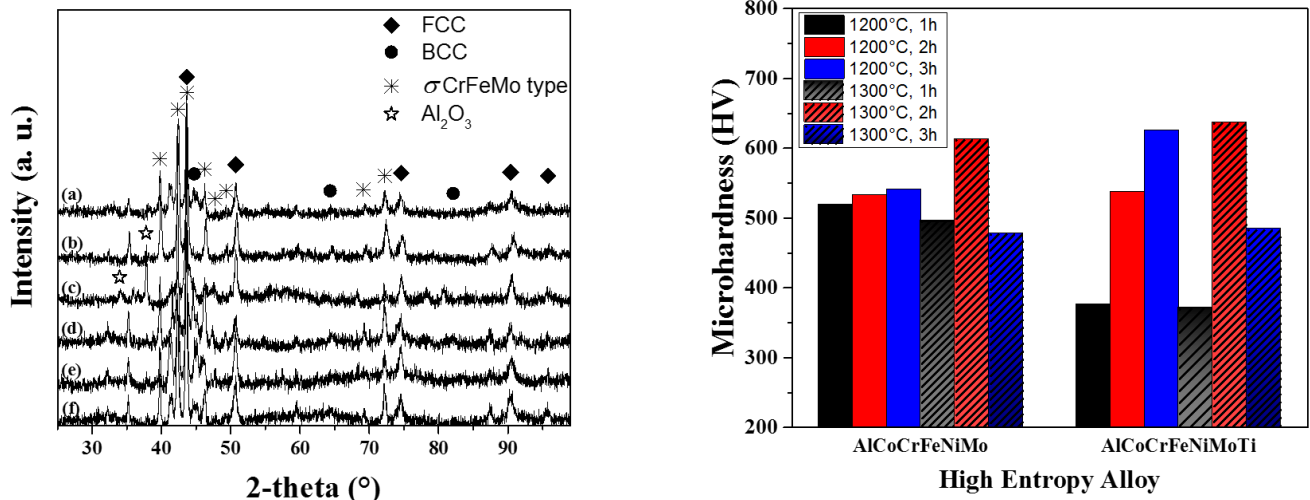 FCC
BCC
σCrFeMo type
Al₂O₃
Intensity (a. u.)
(a)
(b)
(c)
(d)
(e)
(f)
30 40 50 60 70 80 90
2-theta (°)
1200°C, 1h
1200°C, 2h
1200°C, 3h
1300°C, 1h
1300°C, 2h
1300°C, 3h
Microhardness (HV)
800
700
600
500
400
300
200
AlCoCrFeNiMo AlCoCrFeNiMoTi
High Entropy Alloy